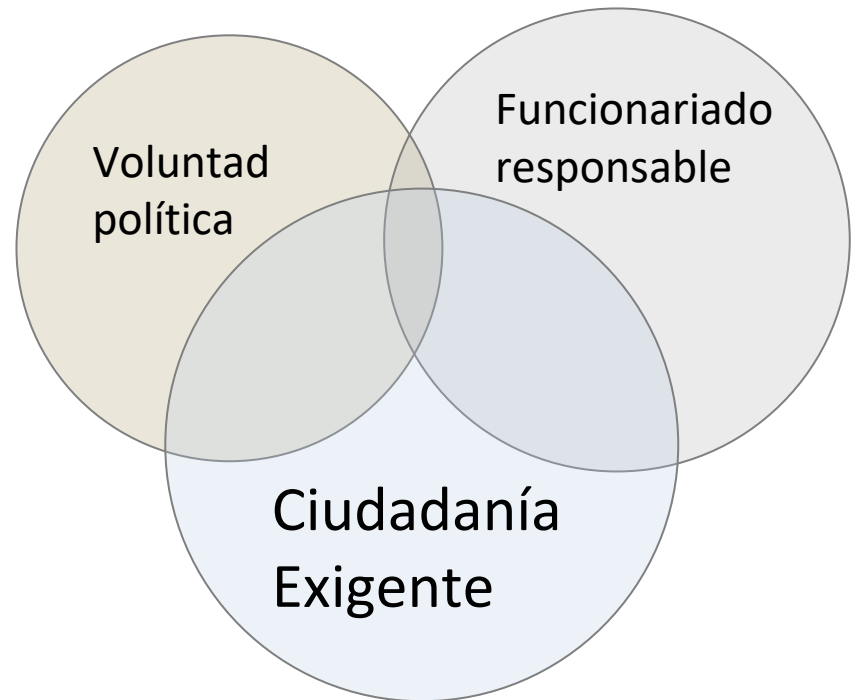 Voluntad
política
Funcionariado
responsable
Ciudadanía
Exigente